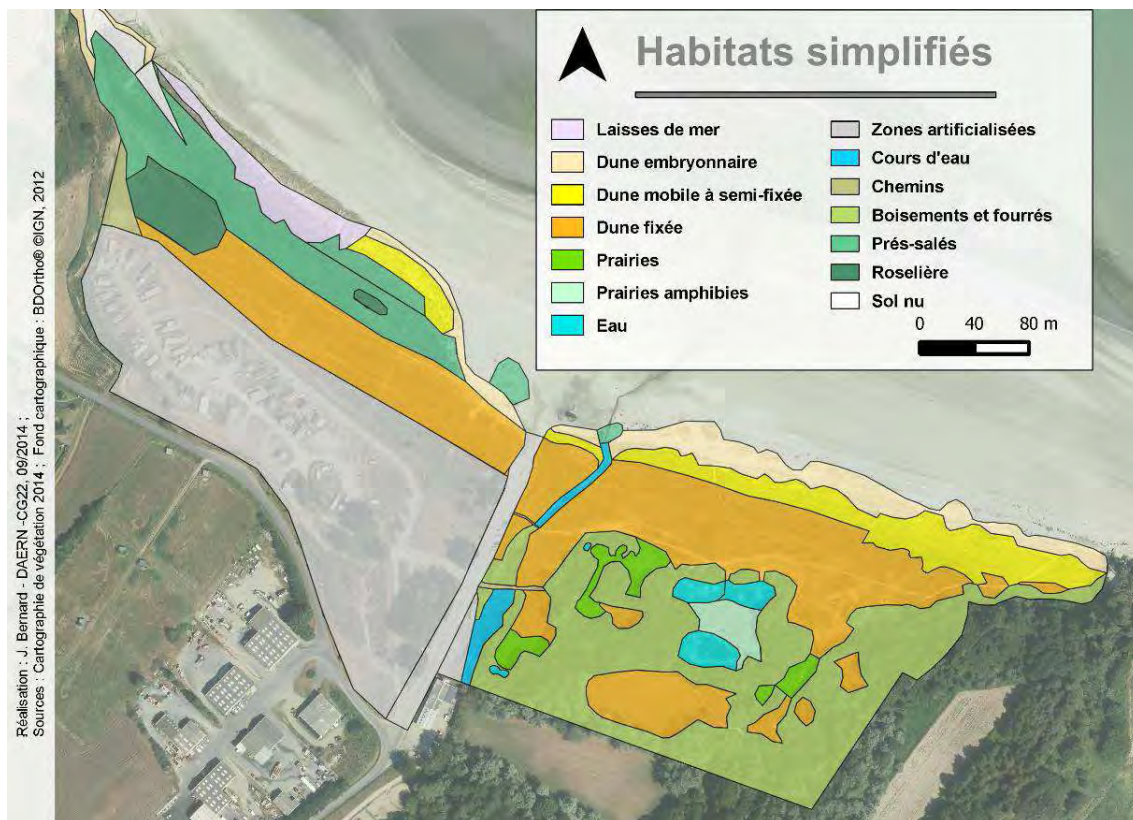 Habitats simplifiés
Laisses de mer
Dune embryonnaire
Dune mobile à semi-fixée
Dune fixée
Prairies
Prairies amphibies
Eau
Zones artificialisées
Cours d'eau
Chemins
Boisements et fourrés
Prés-salés
Roselière
Sol nu
0 40 80 m
Réalisation : J. Bernard - DAERN -CG22, 09/2014 ;
Sources : Cartographie de végétation 2014 ; Fond cartographique : BDOrtho® ©IGN, 2012